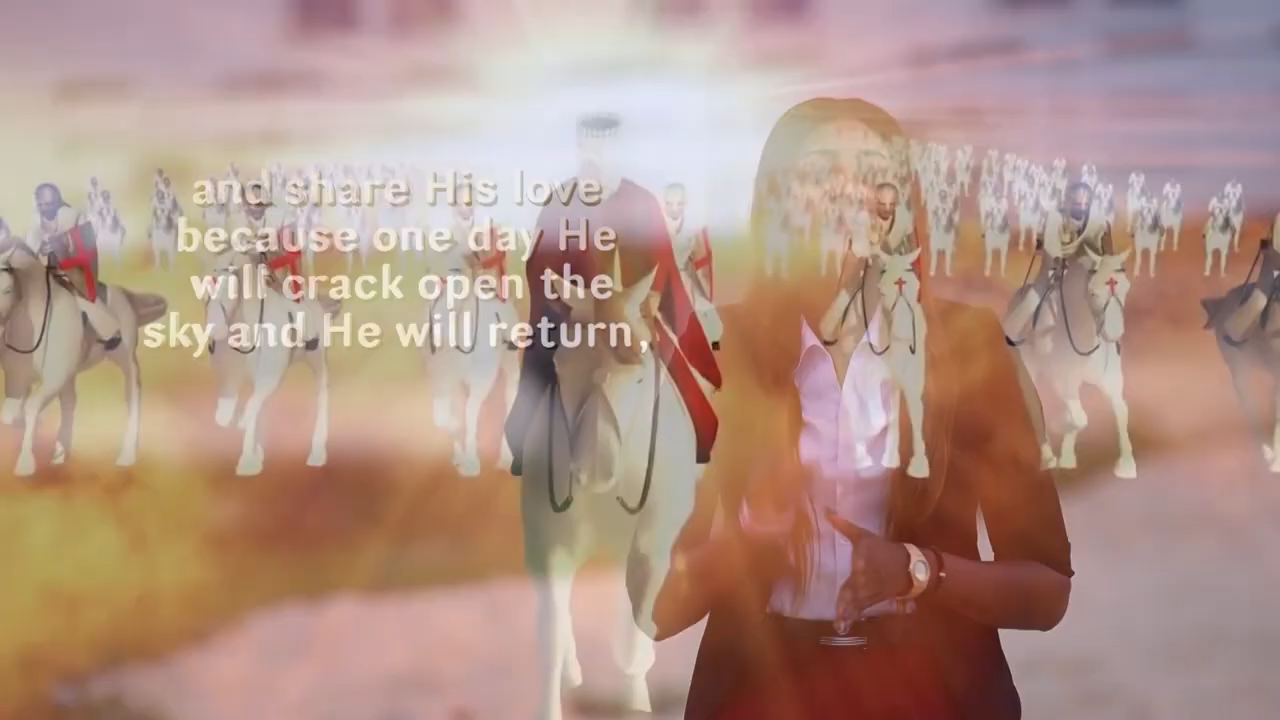 and share His love
because one day He
will crack open the
sky and He will return,